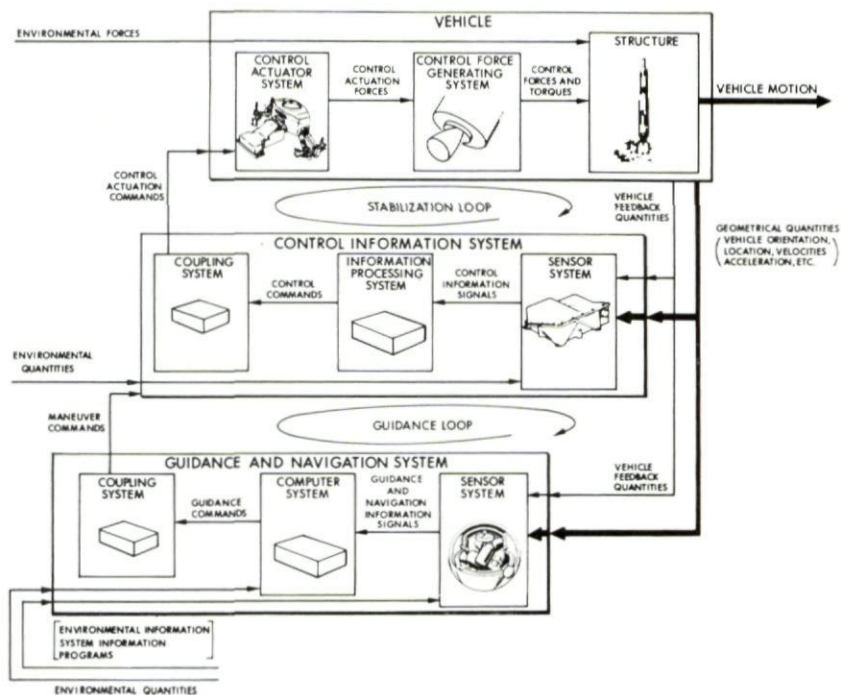 VEHICLE
ENVIRONMENTAL FORCES
CONTROL
ACTUATOR
SYSTEM
CONTROL
ACTUATION
FORCES
CONTROL FORCE
GENERATING
SYSTEM
CONTROL
FORCES AND
TORQUES
STRUCTURE
VEHICLE MOTION
CONTROL
ACTUATION
COMMANDS
STABILIZATION LOOP
VEHICLE
FEEDBACK
QUANTITIES
GEOMETRICAL QUANTITIES
(VEHICLE ORIENTATION,
LOCATION, VELOCITIES
ACCELERATION, ETC.)
CONTROL INFORMATION SYSTEM
COUPLING
SYSTEM
CONTROL
COMMANDS
INFORMATION
PROCESSING
SYSTEM
CONTROL
INFORMATION
SIGNALS
SENSOR
SYSTEM
ENVIRONMENTAL
QUANTITIES
MANEUVER
COMMANDS
GUIDANCE LOOP
GUIDANCE AND NAVIGATION SYSTEM
COUPLING
SYSTEM
GUIDANCE
COMMANDS
COMPUTER
SYSTEM
GUIDANCE
AND
NAVIGATION
INFORMATION
SIGNALS
SENSOR
SYSTEM
VEHICLE
FEEDBACK
QUANTITIES
[ENVIRONMENTAL INFORMATION
SYSTEM INFORMATION
PROGRAMS]
ENVIRONMENTAL QUANTITIES